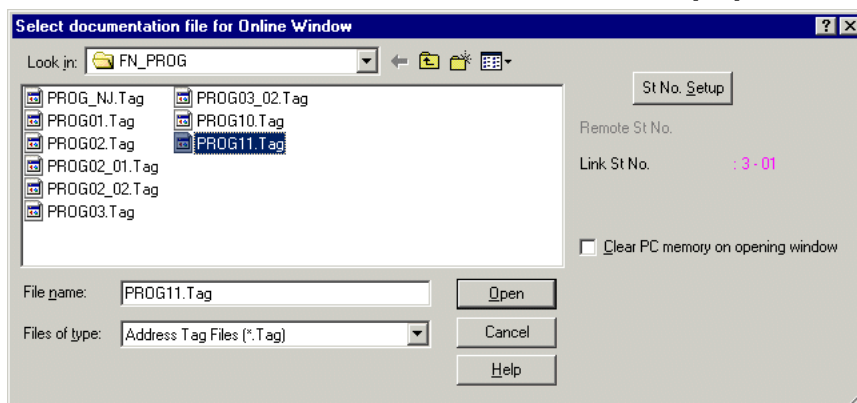 Select documentation file for Online Window
Look in: FN_PROG
St No. Setup
PROG_NJ.Tag PROG03_02.Tag
PROG01.Tag PROG10.Tag
PROG02.Tag PROG11.Tag
PROG02_01.Tag
PROG02_02.Tag
PROG03.Tag
Remote St No.
Link St No. : 3 - 01
Clear PC memory on opening window
File name: PROG11.Tag Open
Files of type: Address Tag Files (*.Tag) Cancel
Help